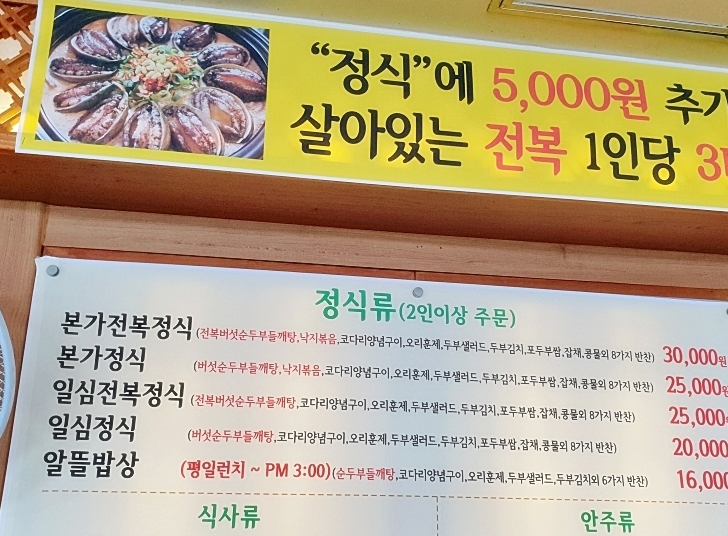 “정식”에 5,000원 추가
살아있는 전복 1인당
정식류(2인이상 주문)
본가전복정식 (전복버섯순두부들깨탕,낙지볶음,코다리양념구이,오리훈제,두부샐러드,두부김치,포두부쌈,잡채,콩물외 8가지 반찬) 30,000원
본가정식 (버섯순두부들깨탕,낙지볶음,코다리양념구이,오리훈제,두부샐러드,두부김치,포두부쌈,잡채,콩물외 8가지 반찬) 25,000원
일심전복정식 (전복버섯순두부들깨탕,코다리양념구이,오리훈제,두부샐러드,두부김치,포두부쌈,잡채,콩물외 8가지 반찬) 25,000
일심정식 (버섯순두부들깨탕,코다리양념구이,오리훈제,두부샐러드,두부김치,포두부쌈,잡채,콩물외 8가지 반찬) 20,000
알뜰밥상 (평일런치 ~ PM 3:00)(순두부들깨탕,코다리양념구이,오리훈제,두부샐러드,두부김치외 6가지 반찬) 16,000
식사류 안주류